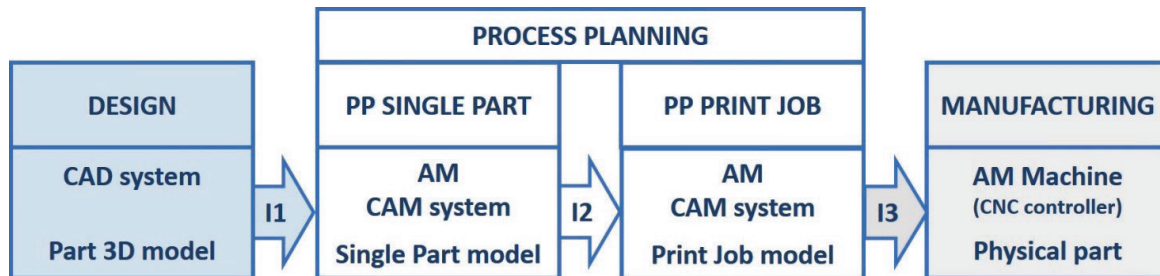 PROCESS PLANNING
DESIGN
PP SINGLE PART
PP PRINT JOB
MANUFACTURING
CAD system
Part 3D model
I1
AM
CAM system
Single Part model
I2
AM
CAM system
Print Job model
I3
AM Machine
(CNC controller)
Physical part